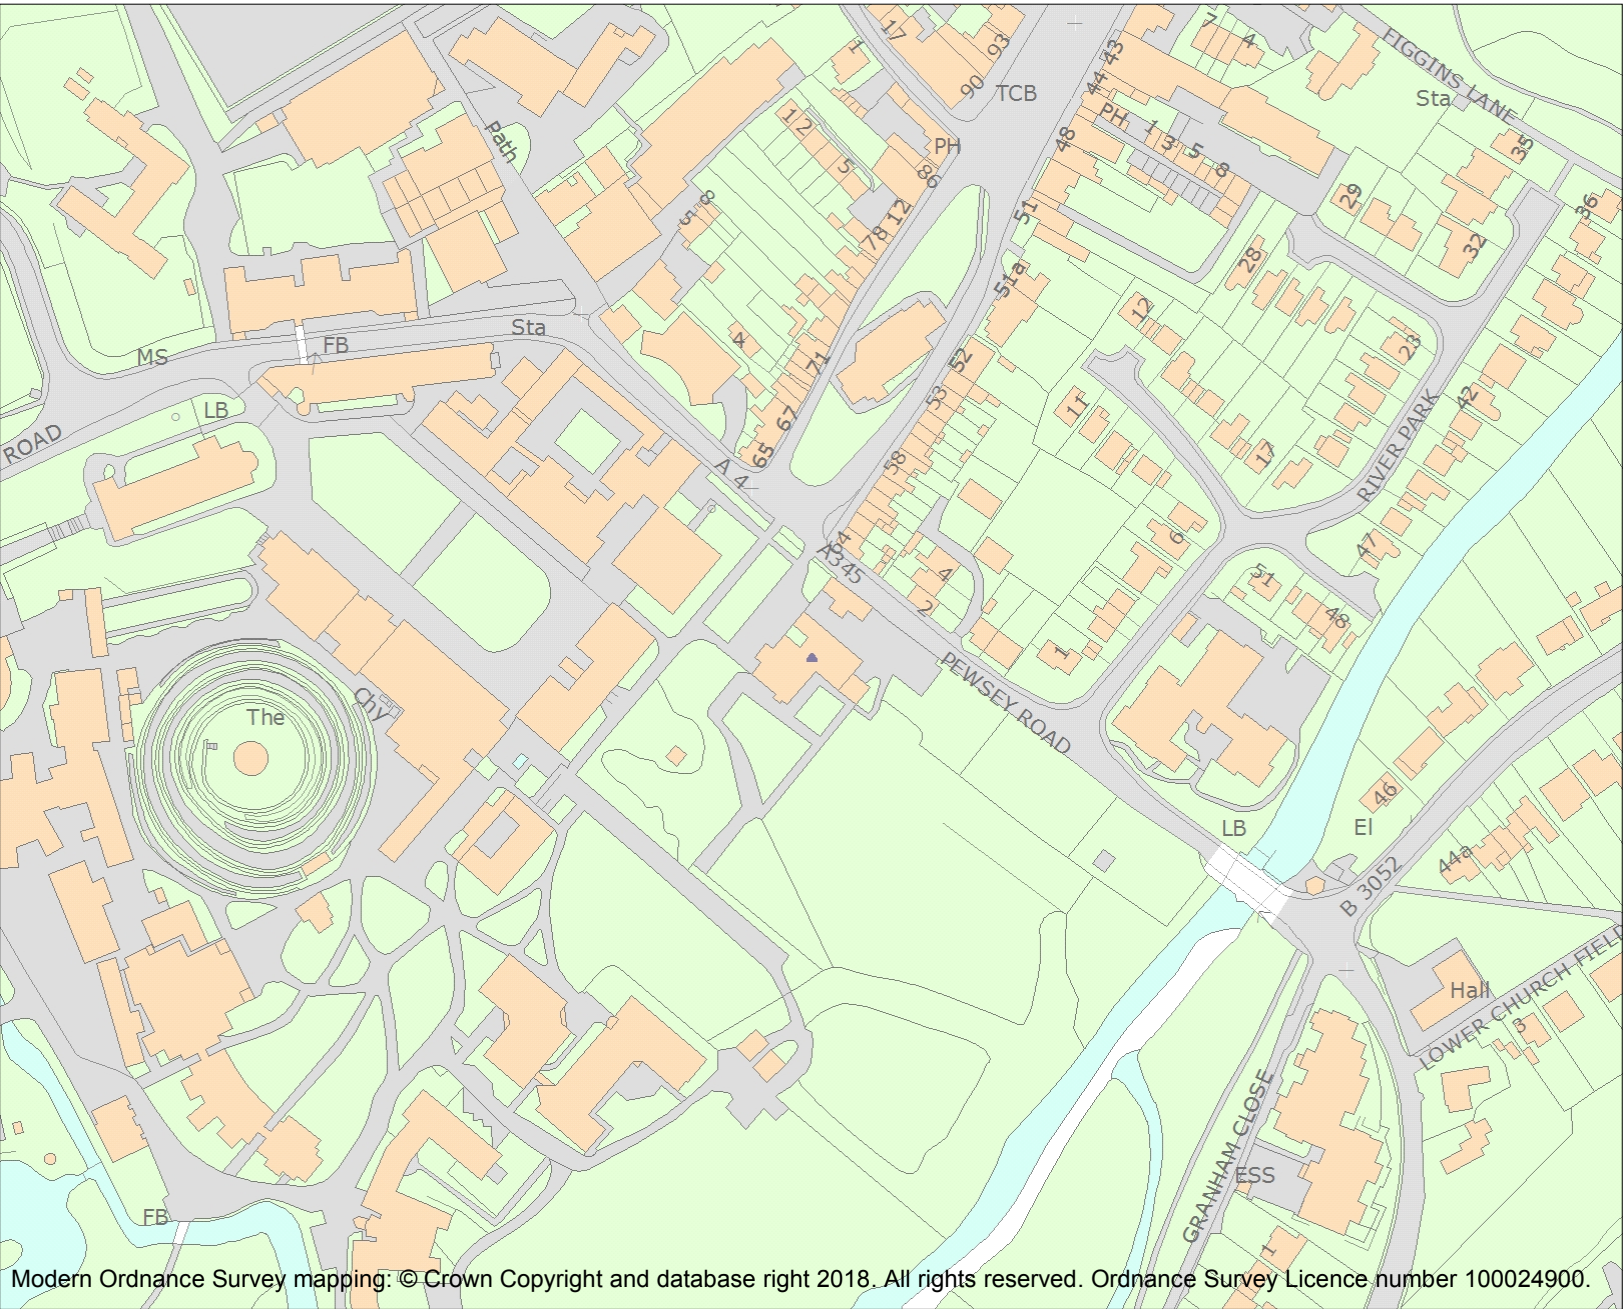 17
93
1
90
TCB
43
44
7
4
FIGGINS LANE
Sta
Path
1 2
5
PH
86
48
PH
1
3
5
8
35
8
5
12
78
51
29
32
36
28
51a
12
MS
FB
Sta
4
71
52
53
23
42
LB
ROAD
67
65
A 4
58
11
17
RIVER PARK
64
A345
6
47
4
2
51
48
1
PEWSEY ROAD
The
Chy
46
LB
El
44a
B 3052
Hall
LOWER CHURCH FIELD
3
GRANHAM CLOSE
ESS
FB
1
Modern Ordnance Survey mapping: © Crown Copyright and database right 2018. All rights reserved. Ordnance Survey Licence number 100024900.